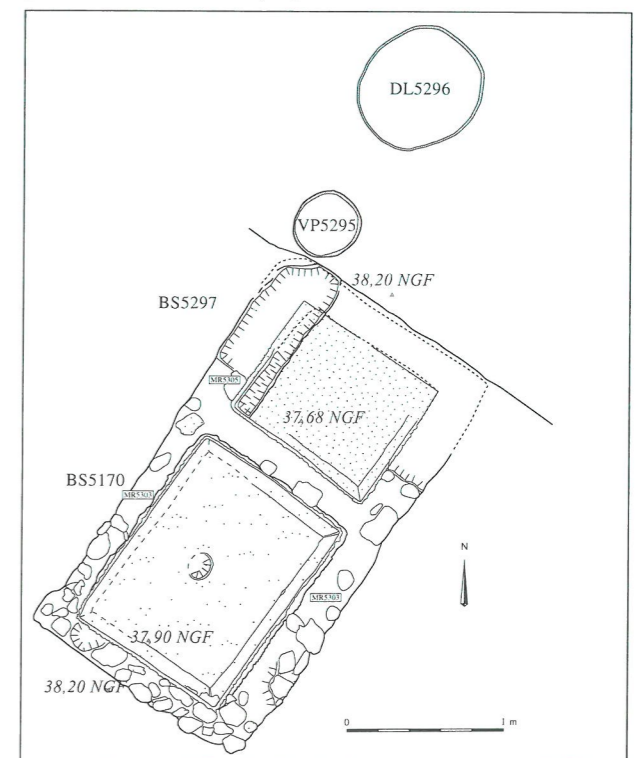 DL5296
VP5295
38,20 NGF
BS5297
MR5305
37,68 NGF
BS5170
MR5303
N
MR5303
37,90 NGF
38,20 NGF
0 1 m